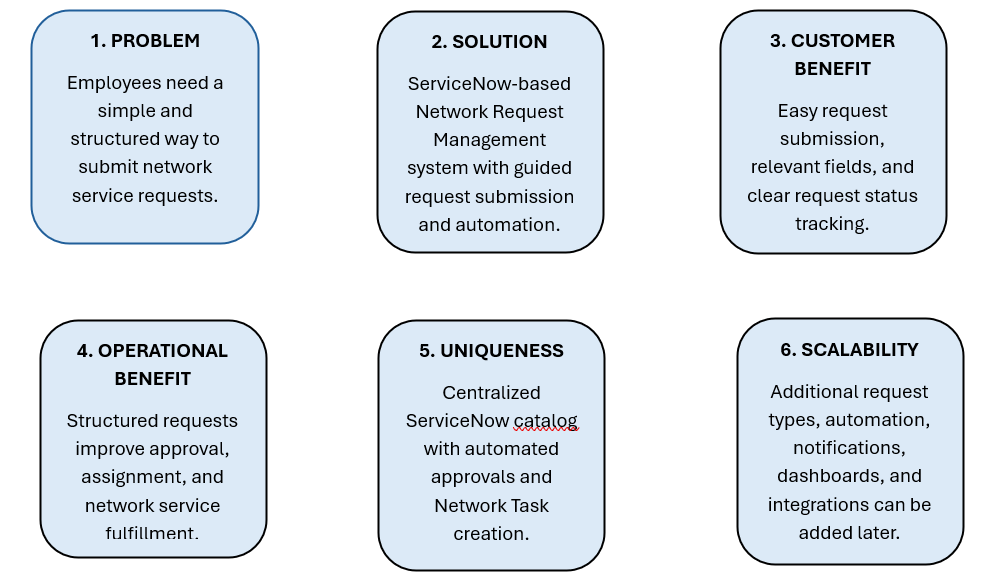 1. PROBLEM
Employees need a
simple and
structured way to
submit network
service requests.
2. SOLUTION
ServiceNow-based
Network Request
Management
system with guided
request submission
and automation.
3. CUSTOMER
BENEFIT
Easy request
submission,
relevant fields, and
clear request status
tracking.
4. OPERATIONAL
BENEFIT
Structured requests
improve approval,
assignment, and
network service
fulfillment.
5. UNIQUENESS
Centralized
ServiceNow catalog
with automated
approvals and
Network Task
creation.
6. SCALABILITY
Additional request
types, automation,
notifications,
dashboards, and
integrations can be
added later.